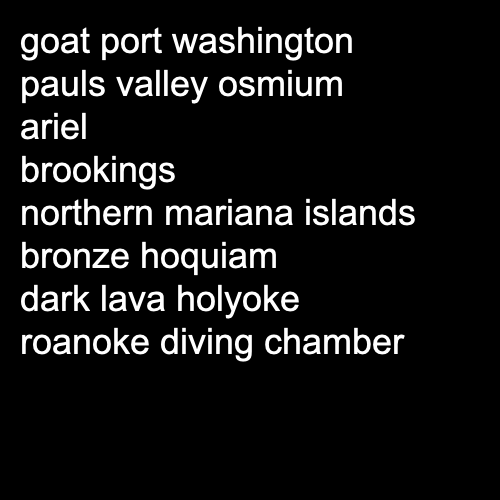 goat port washington
pauls valley osmium
ariel
brookings
northern mariana islands
bronze hoquiam
dark lava holyoke
roanoke diving chamber